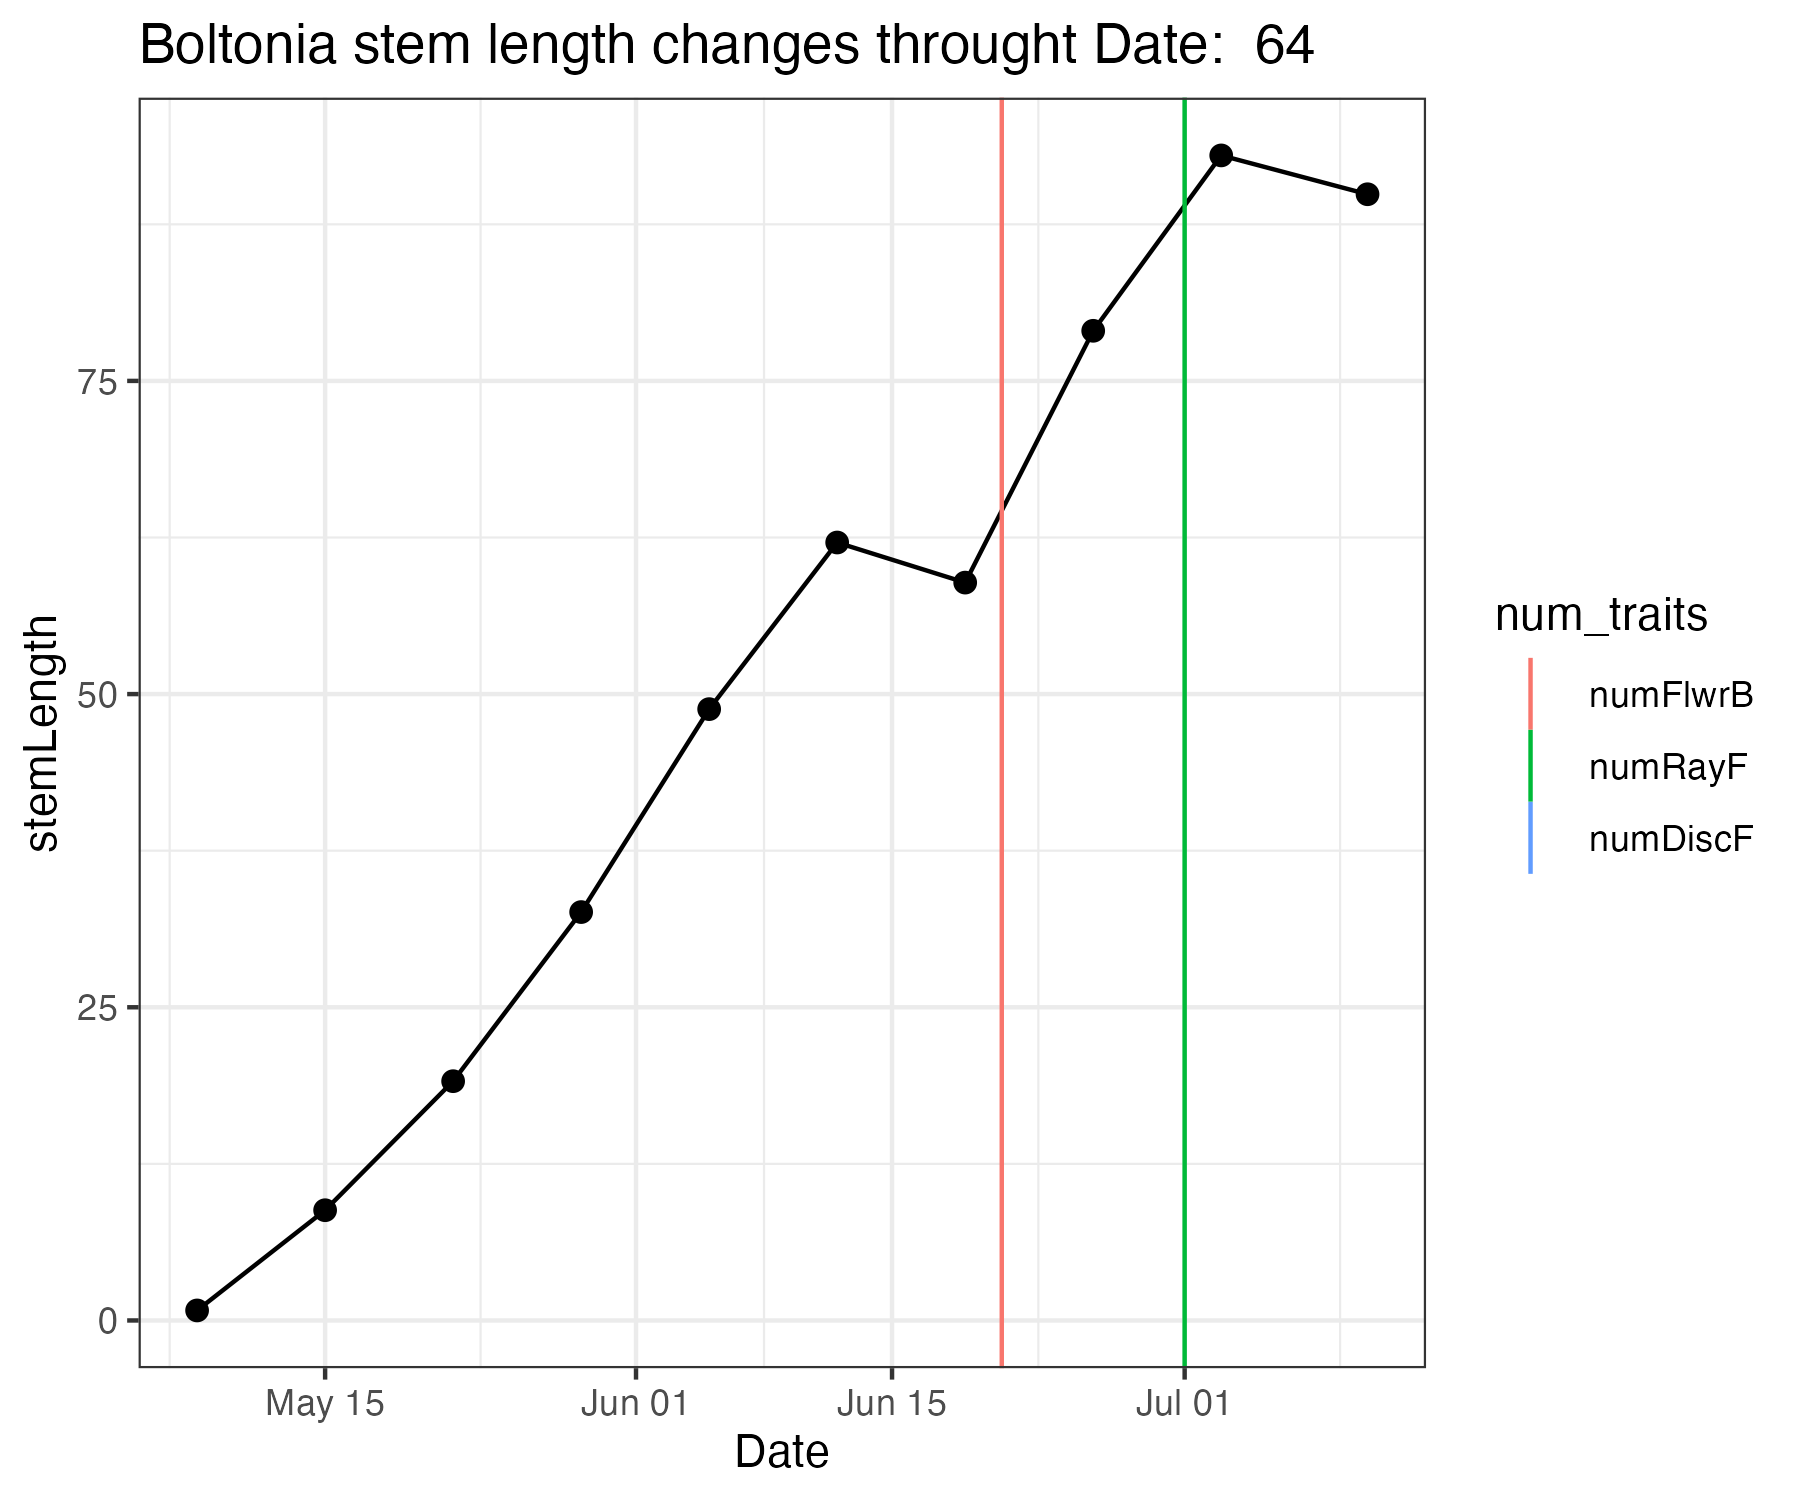 Boltonia stem length changes throught Date:  64
stemLength
75
50
25
0
May 15
Jun 01
Jun 15
Jul 01
Date
num_traits
numFlwrB
numRayF
numDiscF